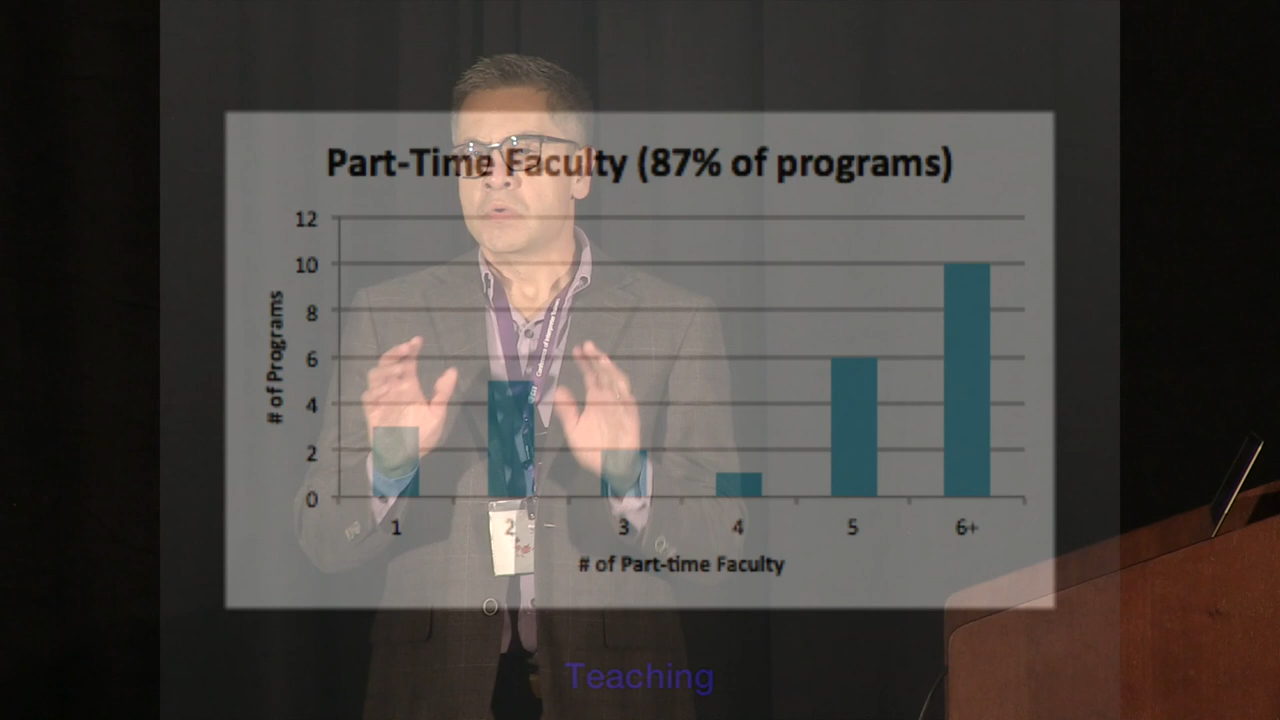 Part-Time Faculty (87% of programs)
12
10
8
6
4
2
0
# of Programs
1 2 3 4 5 6+
# of Part-time Faculty
Teaching